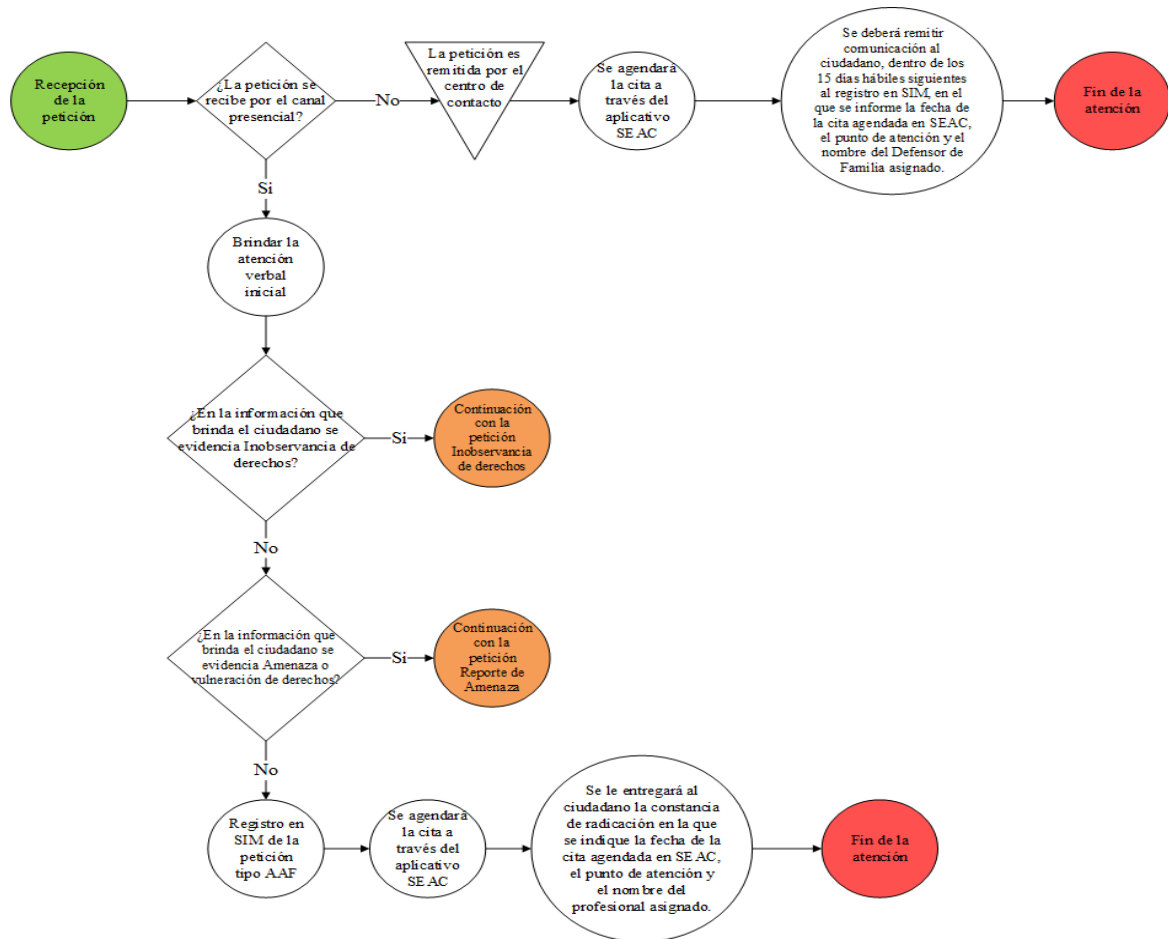 Recepción
de la
petición
¿La petición se
recibe por el canal
presencial?
No
La petición es
remitida por el
centro de
contacto
Se agendará
la cita a
través del
aplicativo
SEAC
Se deberá remitir
comunicación al
ciudadano, dentro de los
15 días hábiles siguientes
al registro en SIM, en el
que se informe la fecha de
la cita agendada en SEAC,
el punto de atención y el
nombre del Defensor de
Familia asignado.
Fin de la
atención
Si
Brindar la
atención
verbal
inicial
¿En la información que
brinda el ciudadano se
evidencia Inobservancia de
derechos?
Si
Continuación
con la
petición
Inobservancia
de derechos
No
¿En la información que
brinda el ciudadano se
evidencia Amenaza o
vulneración de derechos?
Si
Continuación
con la
petición
Reporte de
Amenaza
No
Registro en
SIM de la
petición
tipo AAF
Se agendará
la cita a
través del
aplicativo
SEAC
Se le entregará al
ciudadano la constancia
de radicación en la que
se indique la fecha de la
cita agendada en SEAC,
el punto de atención y
el nombre del
profesional asignado.
Fin de la
atención